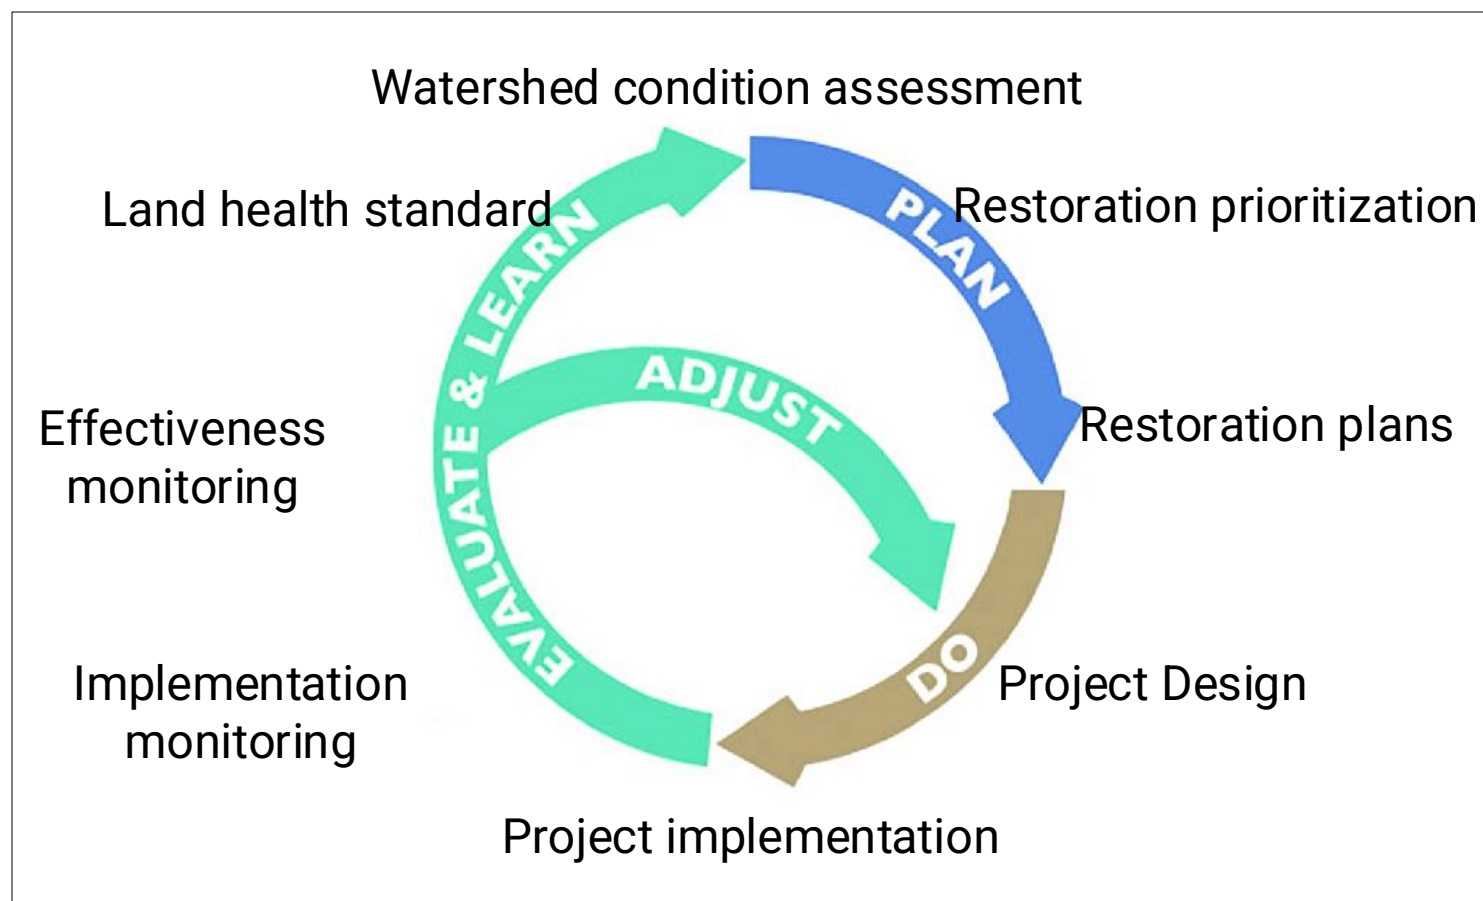 Watershed condition assessment
Land health standard
Restoration prioritization
PLAN
EVALUATE & LEARN
ADJUST
Effectiveness
monitoring
Restoration plans
Implementation
monitoring
DO
Project Design
Project implementation